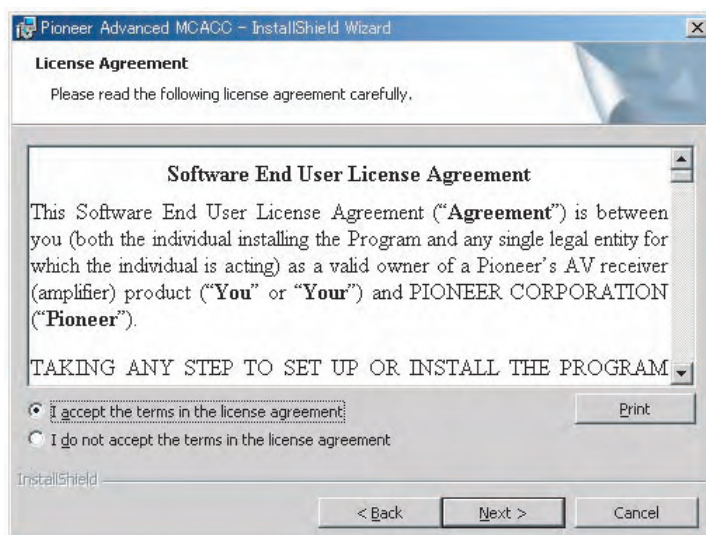 Pioneer Advanced MCACC - InstallShield Wizard
License Agreement
Please read the following license agreement carefully.
Software End User License Agreement
This Software End User License Agreement (“Agreement”) is between
you (both the individual installing the Program and any single legal entity for
which the individual is acting) as a valid owner of a Pioneer’s AV receiver
(amplifier) product (“You” or “Your”) and PIONEER CORPORATION
(“Pioneer”).
TAKING ANY STEP TO SET UP OR INSTALL THE PROGRAM
I accept the terms in the license agreement
Print
I do not accept the terms in the license agreement
InstallShield
< Back
Next >
Cancel